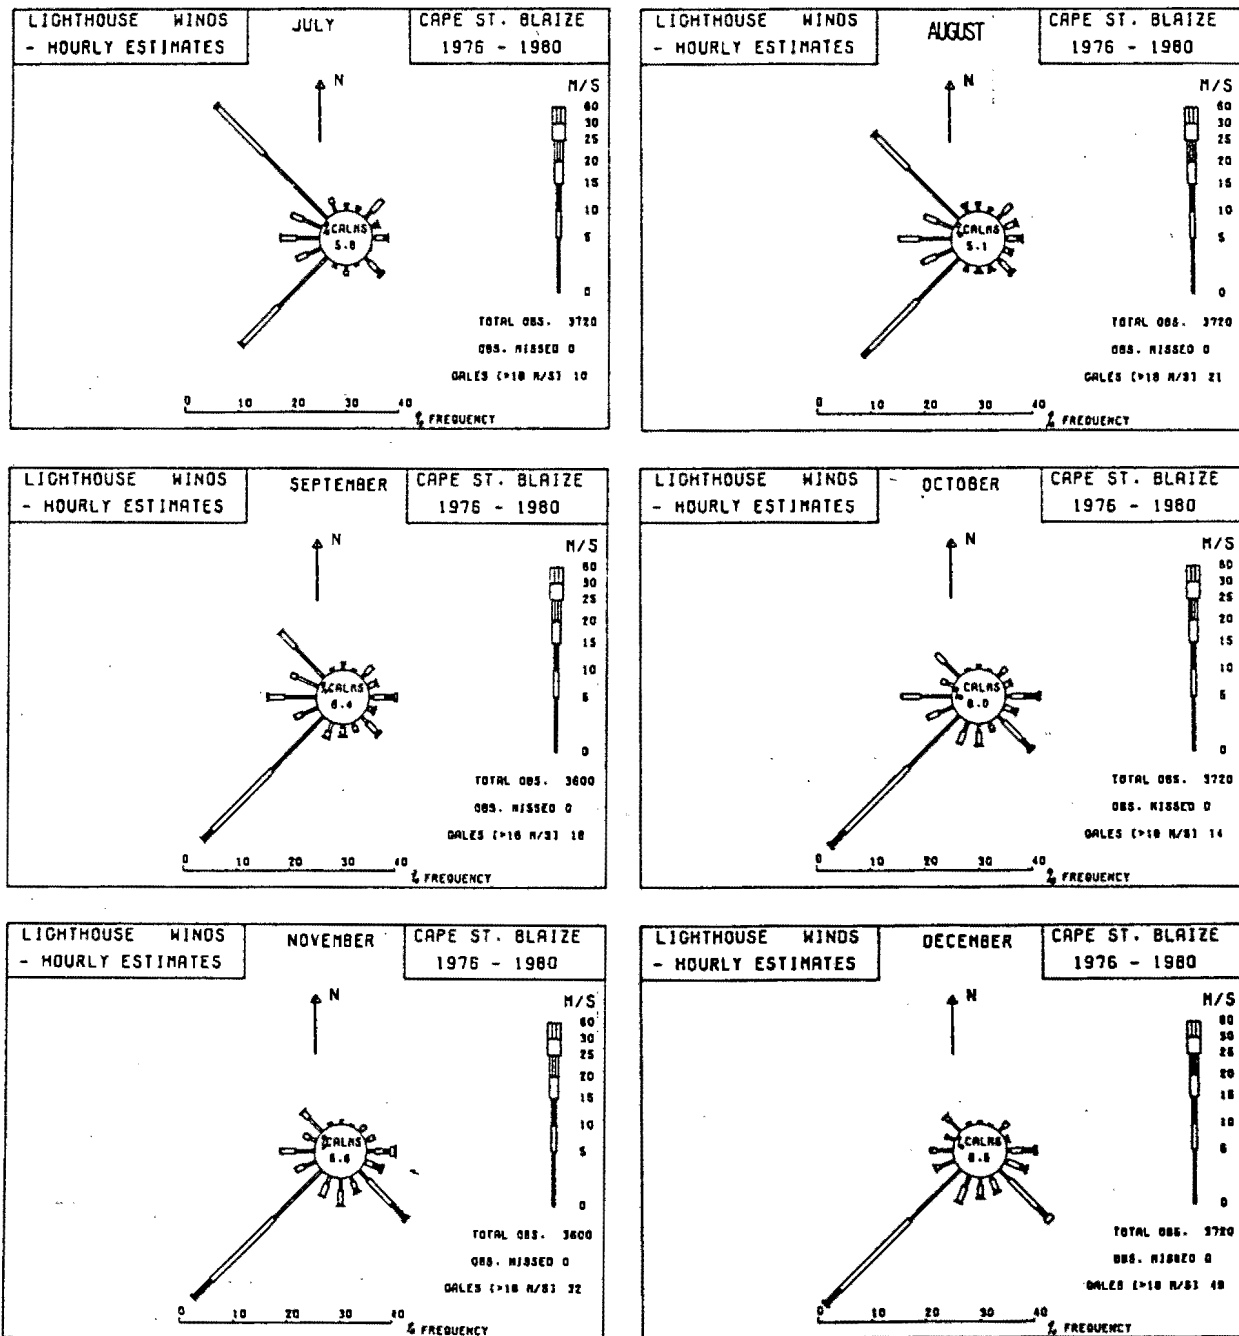 LIGHTHOUSE WINDS
- HOURLY ESTIMATES
JULY
CAPE ST. BLAIZE
1976 - 1980
N
M/S
60
30
25
20
15
10
5
0
% CALMS
5.8
TOTAL OBS. 3720
OBS. MISSED 0
GALES (>18 M/S) 10
0 10 20 30 40
% FREQUENCY
LIGHTHOUSE WINDS
- HOURLY ESTIMATES
AUGUST
CAPE ST. BLAIZE
1976 - 1980
N
M/S
60
30
25
20
15
10
5
0
% CALMS
5.1
TOTAL OBS. 3720
OBS. MISSED 0
GALES (>18 M/S) 21
0 10 20 30 40
% FREQUENCY
LIGHTHOUSE WINDS
- HOURLY ESTIMATES
SEPTEMBER
CAPE ST. BLAIZE
1976 - 1980
N
M/S
60
30
25
20
15
10
5
0
% CALMS
6.4
TOTAL OBS. 3600
OBS. MISSED 0
GALES (>18 M/S) 18
0 10 20 30 40
% FREQUENCY
LIGHTHOUSE WINDS
- HOURLY ESTIMATES
OCTOBER
CAPE ST. BLAIZE
1976 - 1980
N
M/S
60
30
25
20
15
10
5
0
% CALMS
TOTAL OBS. 3720
OBS. MISSED 0
GALES (>18 M/S) 14
0 10 20 30 40
% FREQUENCY
LIGHTHOUSE WINDS
- HOURLY ESTIMATES
NOVEMBER
CAPE ST. BLAIZE
1976 - 1980
N
M/S
60
30
25
20
15
10
5
0
% CALMS
TOTAL OBS. 3600
OBS. MISSED 0
GALES (>18 M/S) 32
0 10 20 30 40
% FREQUENCY
LIGHTHOUSE WINDS
- HOURLY ESTIMATES
DECEMBER
CAPE ST. BLAIZE
1976 - 1980
N
M/S
60
30
25
20
15
10
5
0
% CALMS
TOTAL OBS. 3720
OBS. MISSED 0
GALES (>18 M/S)
0 10 20 30 40
% FREQUENCY